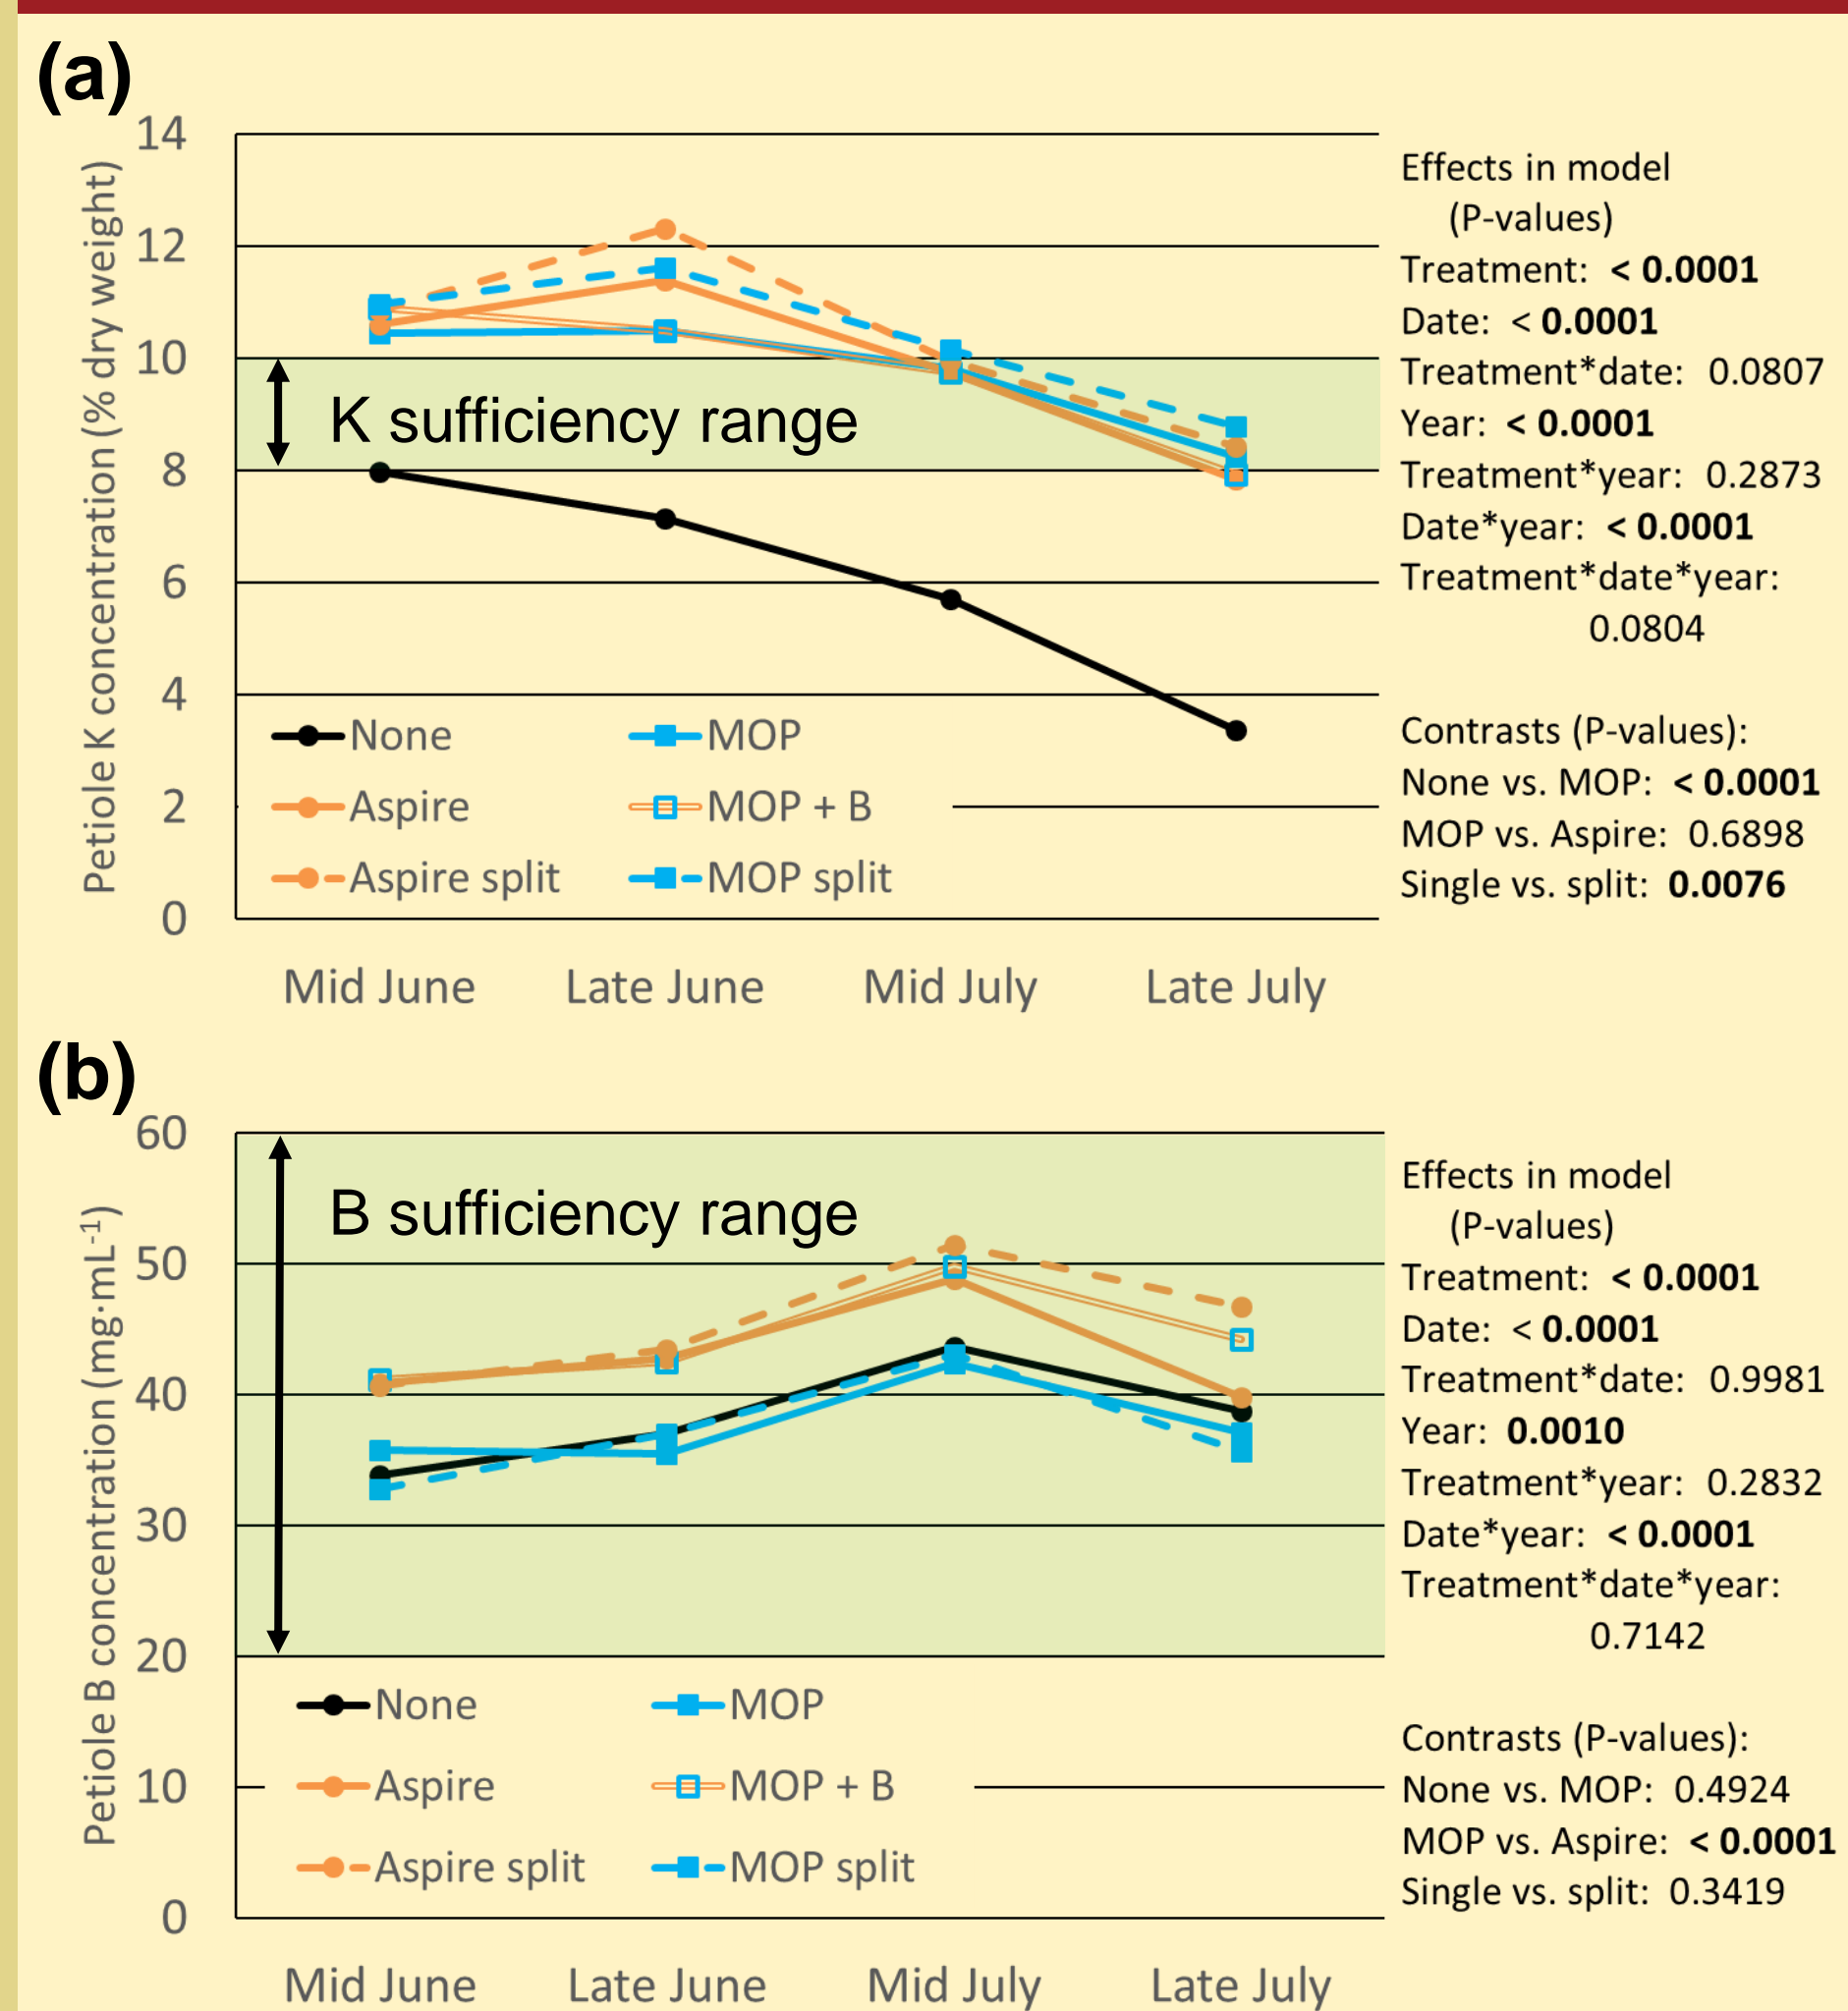 (a)
Petiole K concentration (% dry weight)
14
12
10
8
6
4
2
0
K sufficiency range
None
MOP
Aspire
MOP + B
Aspire split
MOP split
Mid June
Late June
Mid July
Late July
Effects in model
(P-values)
Treatment: < 0.0001
Date: < 0.0001
Treatment*date: 0.0807
Year: < 0.0001
Treatment*year: 0.2873
Date*year: < 0.0001
Treatment*date*year:
0.0804
Contrasts (P-values):
None vs. MOP: < 0.0001
MOP vs. Aspire: 0.6898
Single vs. split: 0.0076
(b)
Petiole B concentration (mg·mL⁻¹)
60
50
40
30
20
10
0
B sufficiency range
None
MOP
Aspire
MOP + B
Aspire split
MOP split
Mid June
Late June
Mid July
Late July
Effects in model
(P-values)
Treatment: < 0.0001
Date: < 0.0001
Treatment*date: 0.9981
Year: 0.0010
Treatment*year: 0.2832
Date*year: < 0.0001
Treatment*date*year:
0.7142
Contrasts (P-values):
None vs. MOP: 0.4924
MOP vs. Aspire: < 0.0001
Single vs. split: 0.3419